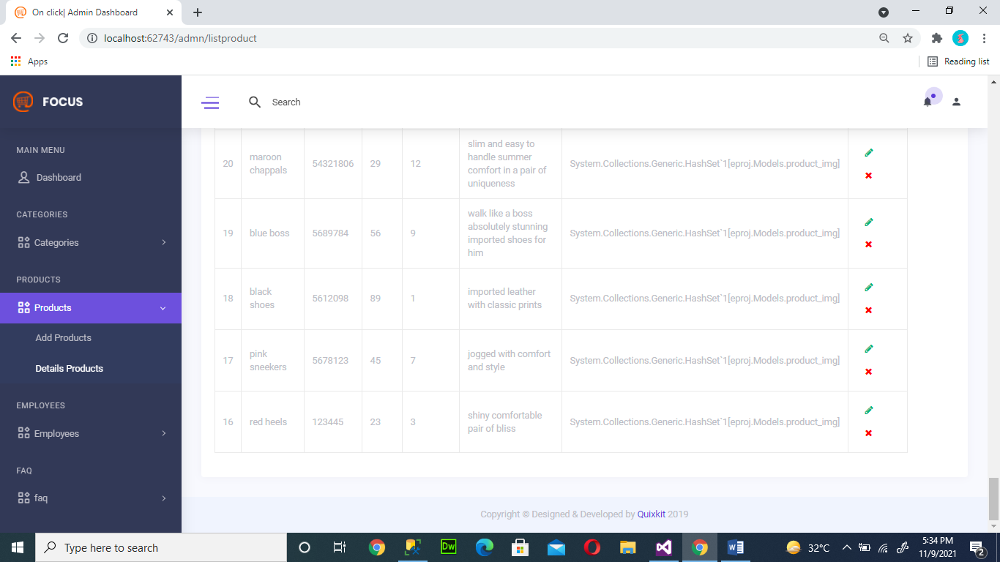 On click| Admin Dashboard
localhost:62743/admn/listproduct
Apps
Reading list
FOCUS
Search
MAIN MENU
Dashboard
CATEGORIES
Categories
PRODUCTS
Products
Add Products
Details Products
EMPLOYEES
Employees
FAQ
faq
20
maroon
chappals
54321806
29
12
slim and easy to
handle summer
comfort in a pair of
uniqueness
System.Collections.Generic.HashSet`1[eproj.Models.product_img]
19
blue boss
5689784
56
9
walk like a boss
absolutely stunning
imported shoes for
him
System.Collections.Generic.HashSet`1[eproj.Models.product_img]
18
black
shoes
5612098
89
1
imported leather
with classic prints
System.Collections.Generic.HashSet`1[eproj.Models.product_img]
17
pink
sneekers
5678123
45
7
jogged with comfort
and style
System.Collections.Generic.HashSet`1[eproj.Models.product_img]
16
red heels
123445
23
3
shiny comfortable
pair of bliss
System.Collections.Generic.HashSet`1[eproj.Models.product_img]
Copyright © Designed & Developed by Quixkit 2019
Type here to search
Dw
32°C
5:34 PM
11/9/2021
2